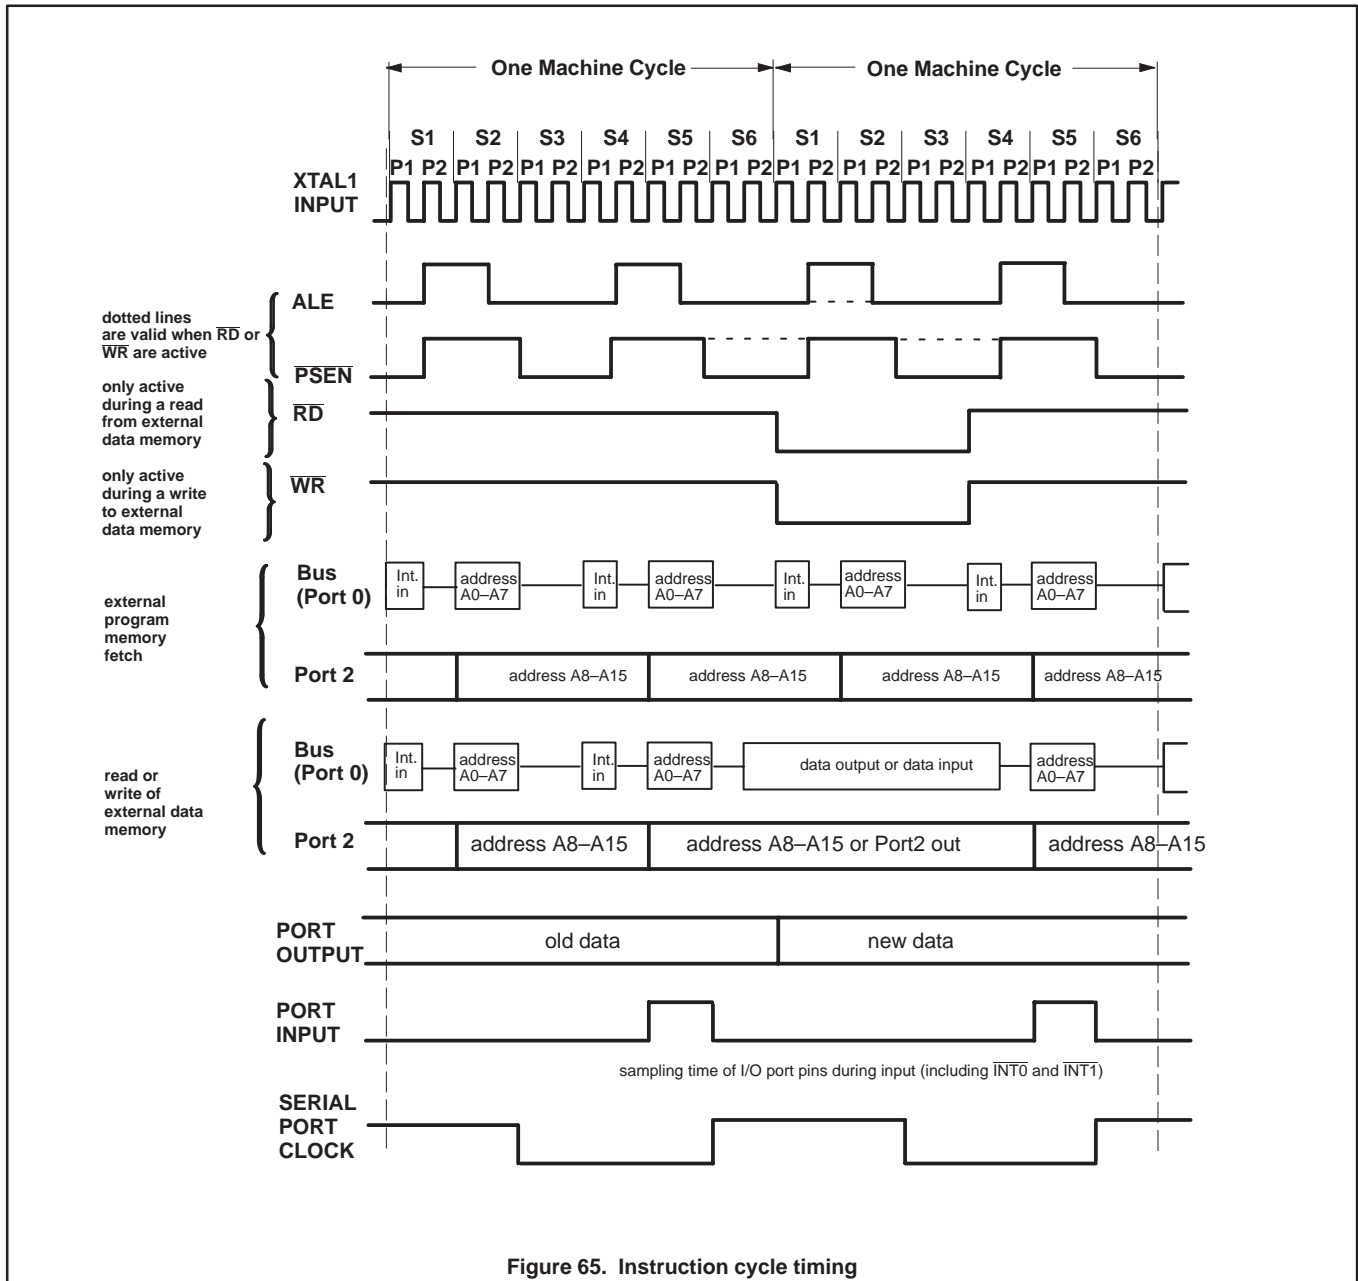 One Machine Cycle One Machine Cycle
S1 S2 S3 S4 S5 S6 S1 S2 S3 S4 S5 S6
P1 P2 P1 P2 P1 P2 P1 P2 P1 P2 P1 P2 P1 P2 P1 P2 P1 P2 P1 P2 P1 P2 P1 P2
XTAL1
INPUT
ALE
dotted lines
are valid when RD or
WR are active
PSEN
only active
during a read
from external
data memory
RD
only active
during a write
to external
data memory
WR
external
program
memory
fetch
Bus
(Port 0)
Int. in address A0–A7 Int. in address A0–A7 Int. in address A0–A7 Int. in address A0–A7
Port 2 address A8–A15 address A8–A15 address A8–A15 address A8–A15
read or
write of
external data
memory
Bus
(Port 0)
Int. in address A0–A7 Int. in address A0–A7 data output or data input address A0–A7
Port 2 address A8–A15 address A8–A15 or Port2 out address A8–A15
PORT
OUTPUT
old data new data
PORT
INPUT
sampling time of I/O port pins during input (including INT0 and INT1)
SERIAL
PORT
CLOCK
Figure 65. Instruction cycle timing